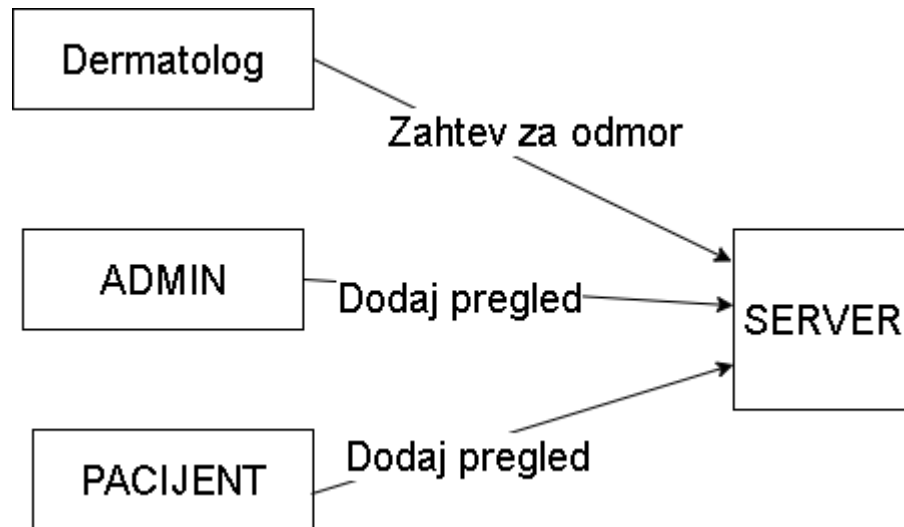 Dermatolog
Zahtev za odmor
ADMIN
Dodaj pregled
SERVER
PACIJENT
Dodaj pregled